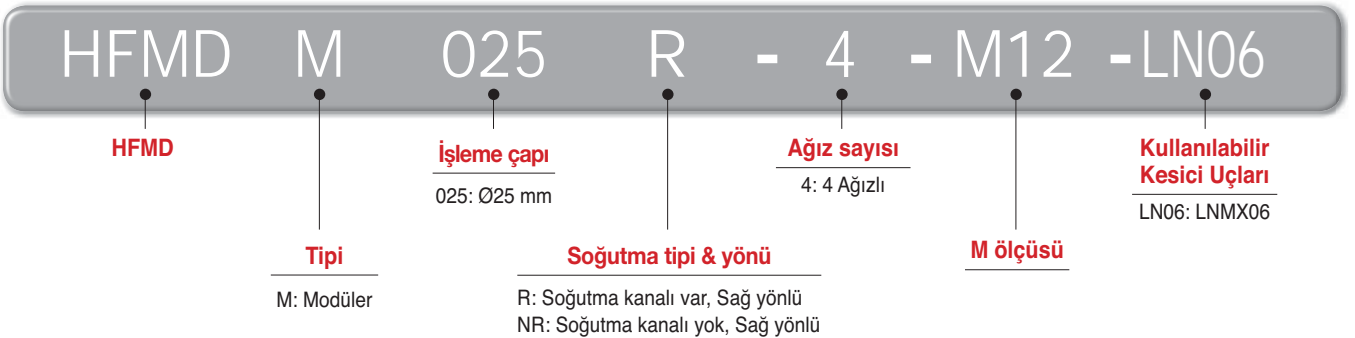 HFMD M 025 R - 4 - M12 - LN06
HFMD
İşleme çapı
025: Ø25 mm
Ağız sayısı
4: 4 Ağızlı
Kullanılabilir
Kesici Uçları
LN06: LNMX06
Tipi
M: Modüler
Soğutma tipi & yönü
R: Soğutma kanalı var, Sağ yönlü
NR: Soğutma kanalı yok, Sağ yönlü
M ölçüsü